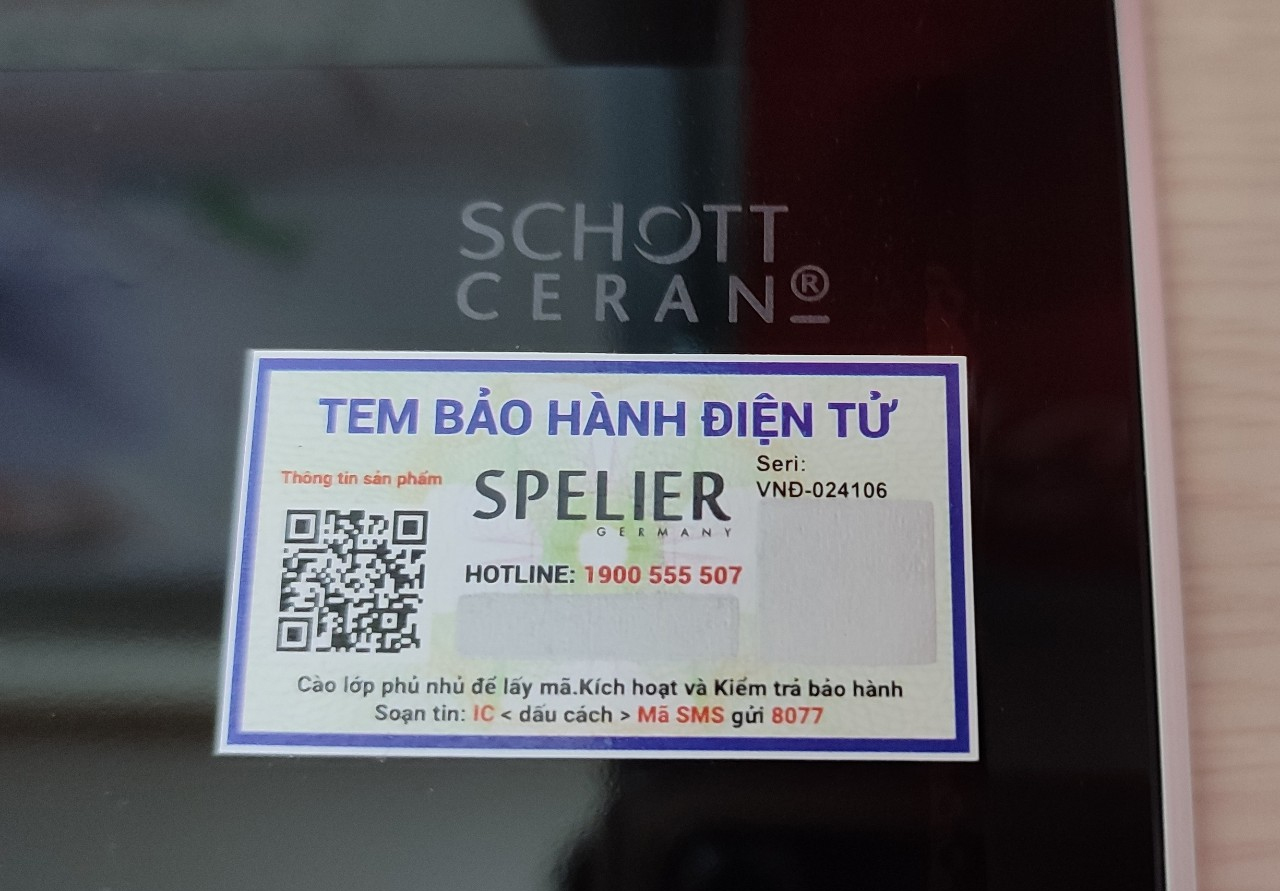 SCHOTT
CERAN®
TEM BẢO HÀNH ĐIỆN TỬ
Thông tin sản phẩm
SPELIER
GERMANY
Seri:
VNĐ-024106
HOTLINE: 1900 555 507
Cào lớp phủ nhủ để lấy mã.Kích hoạt và Kiểm trả bảo hành
Soạn tin: IC < dấu cách > Mã SMS gửi 8077